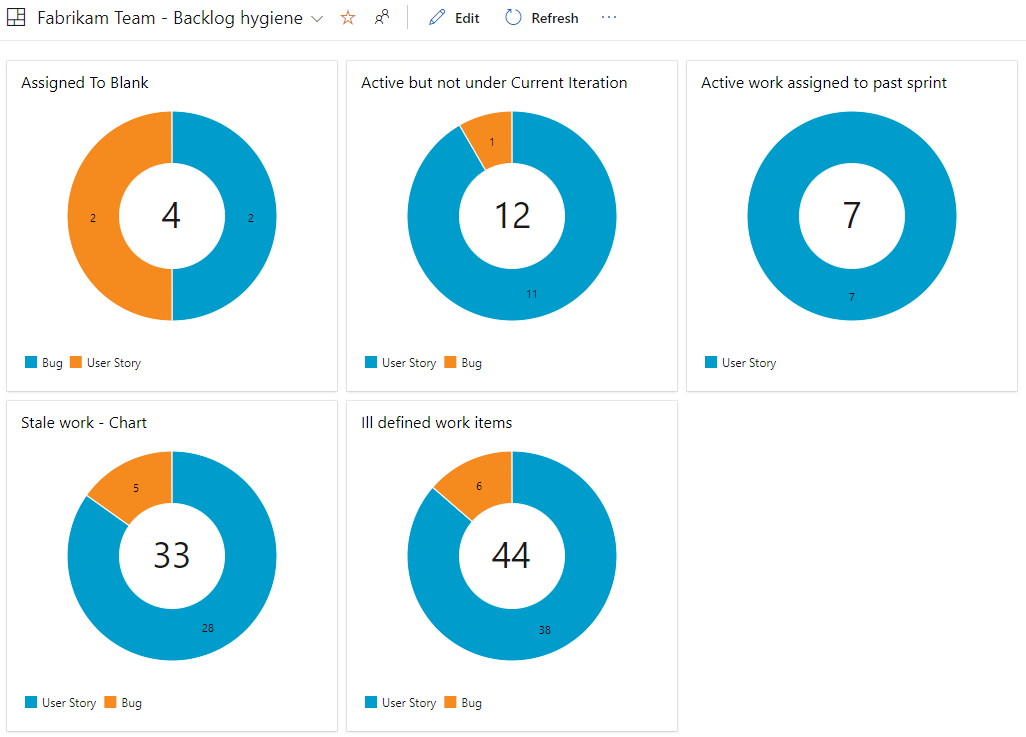 Fabrikam Team - Backlog hygiene Edit Refresh ...
Assigned To Blank
2
4
2
Bug User Story
Active but not under Current Iteration
1
12
11
User Story Bug
Active work assigned to past sprint
7
7
User Story
Stale work - Chart
5
33
28
User Story Bug
Ill defined work items
6
44
38
User Story Bug